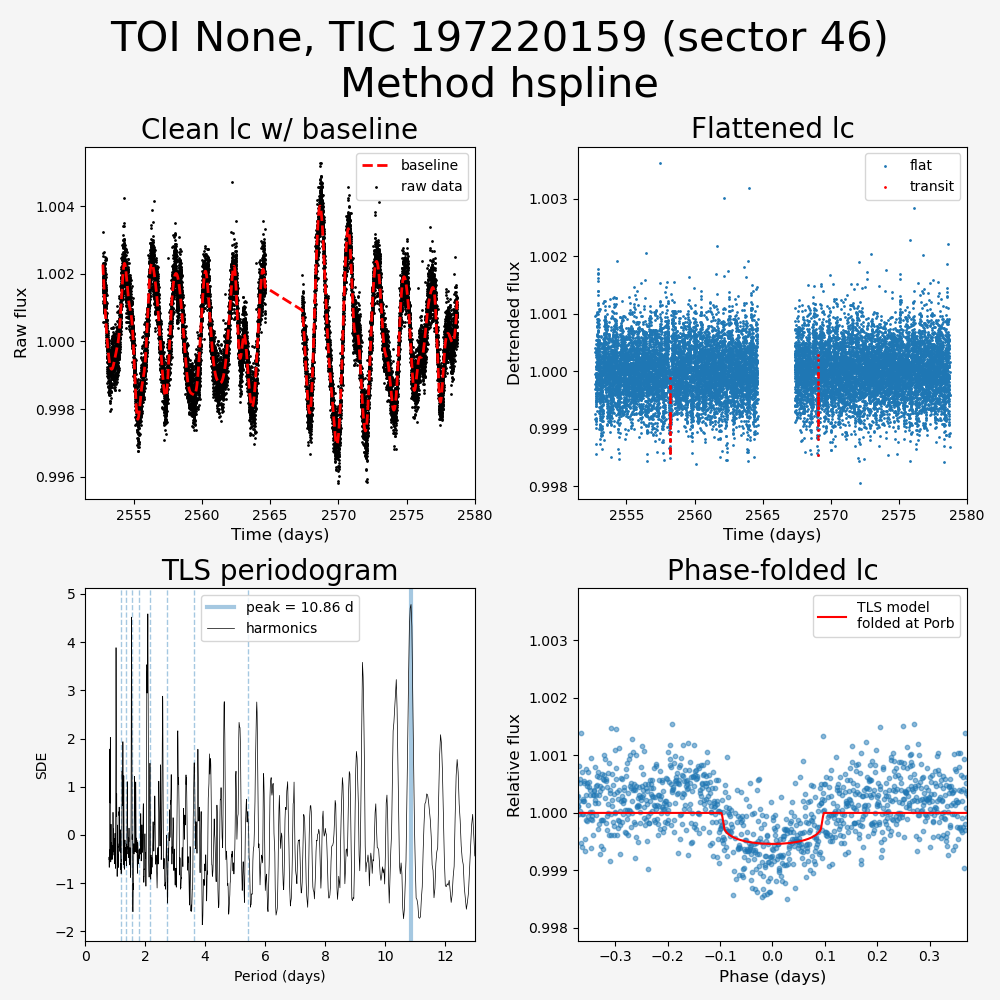 TOI None, TIC 197220159 (sector 46)
Method hspline
Clean lc w/ baseline
Raw flux
1.004
1.002
1.000
0.998
0.996
baseline
raw data
2555
2560
2565
2570
2575
2580
Time (days)
Flattened lc
Detrended flux
1.003
1.002
1.001
1.000
0.999
0.998
flat
transit
2555
2560
2565
2570
2575
2580
Time (days)
TLS periodogram
SDE
5
4
3
2
1
0
−1
−2
peak = 10.86 d
harmonics
0
2
4
6
8
10
12
Period (days)
Phase-folded lc
Relative flux
1.003
1.002
1.001
1.000
0.999
0.998
TLS model
folded at Porb
−0.3
−0.2
−0.1
0.0
0.1
0.2
0.3
Phase (days)